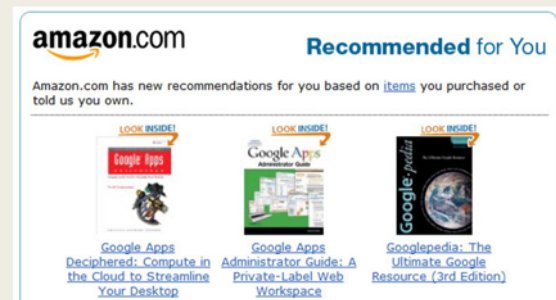 amazon.com
Recommended for You
Amazon.com has new recommendations for you based on items you purchased or
told us you own.
LOOK INSIDE! LOOK INSIDE! LOOK INSIDE!
Google Apps
Google Apps
Administrator Guide
Google·pedia
Google Apps
Deciphered: Compute in
the Cloud to Streamline
Your Desktop
Google Apps
Administrator Guide: A
Private-Label Web
Workspace
Googlepedia: The
Ultimate Google
Resource (3rd Edition)